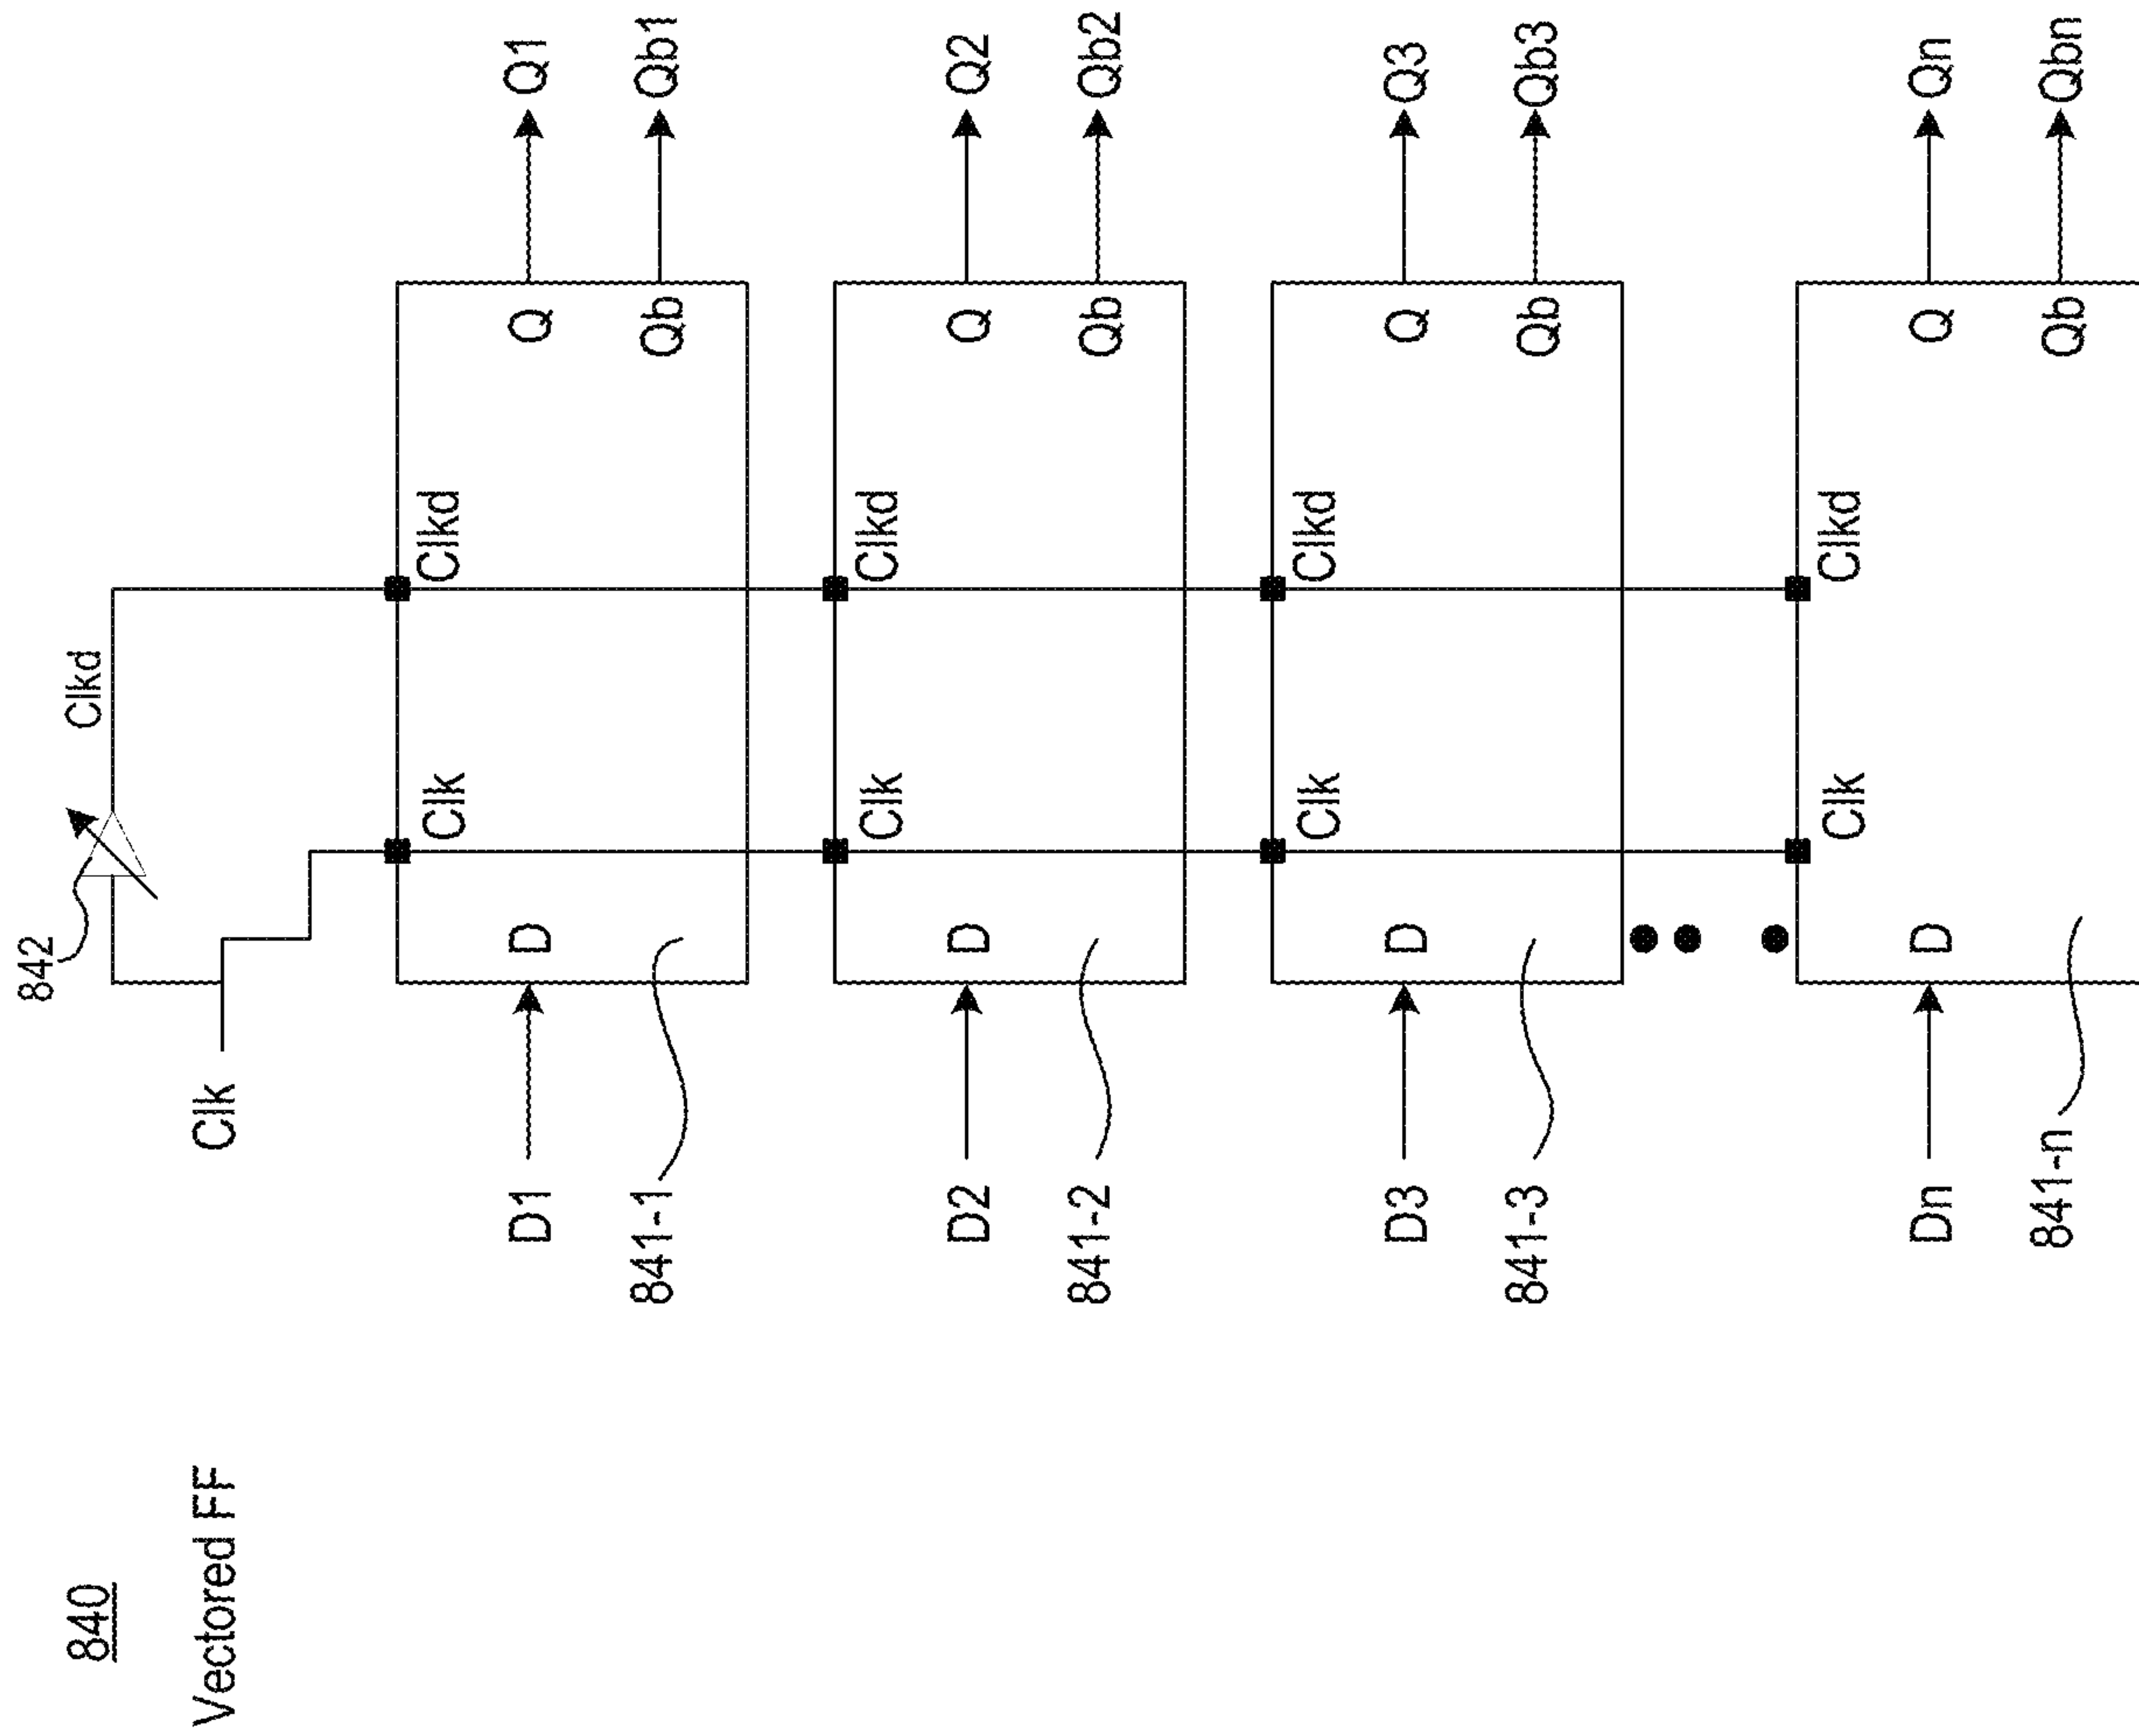 840
Vectored FF
842
Clkd
Clk
D1
D
Clk
Clkd
Q
Q1
Qb
Qb1
841-1
D2
D
Clk
Clkd
Q
Q2
Qb
Qb2
841-2
D3
D
Clk
Clkd
Q
Q3
Qb
Qb3
841-3
Dn
D
Clk
Clkd
Q
Qn
Qb
Qbn
841-n